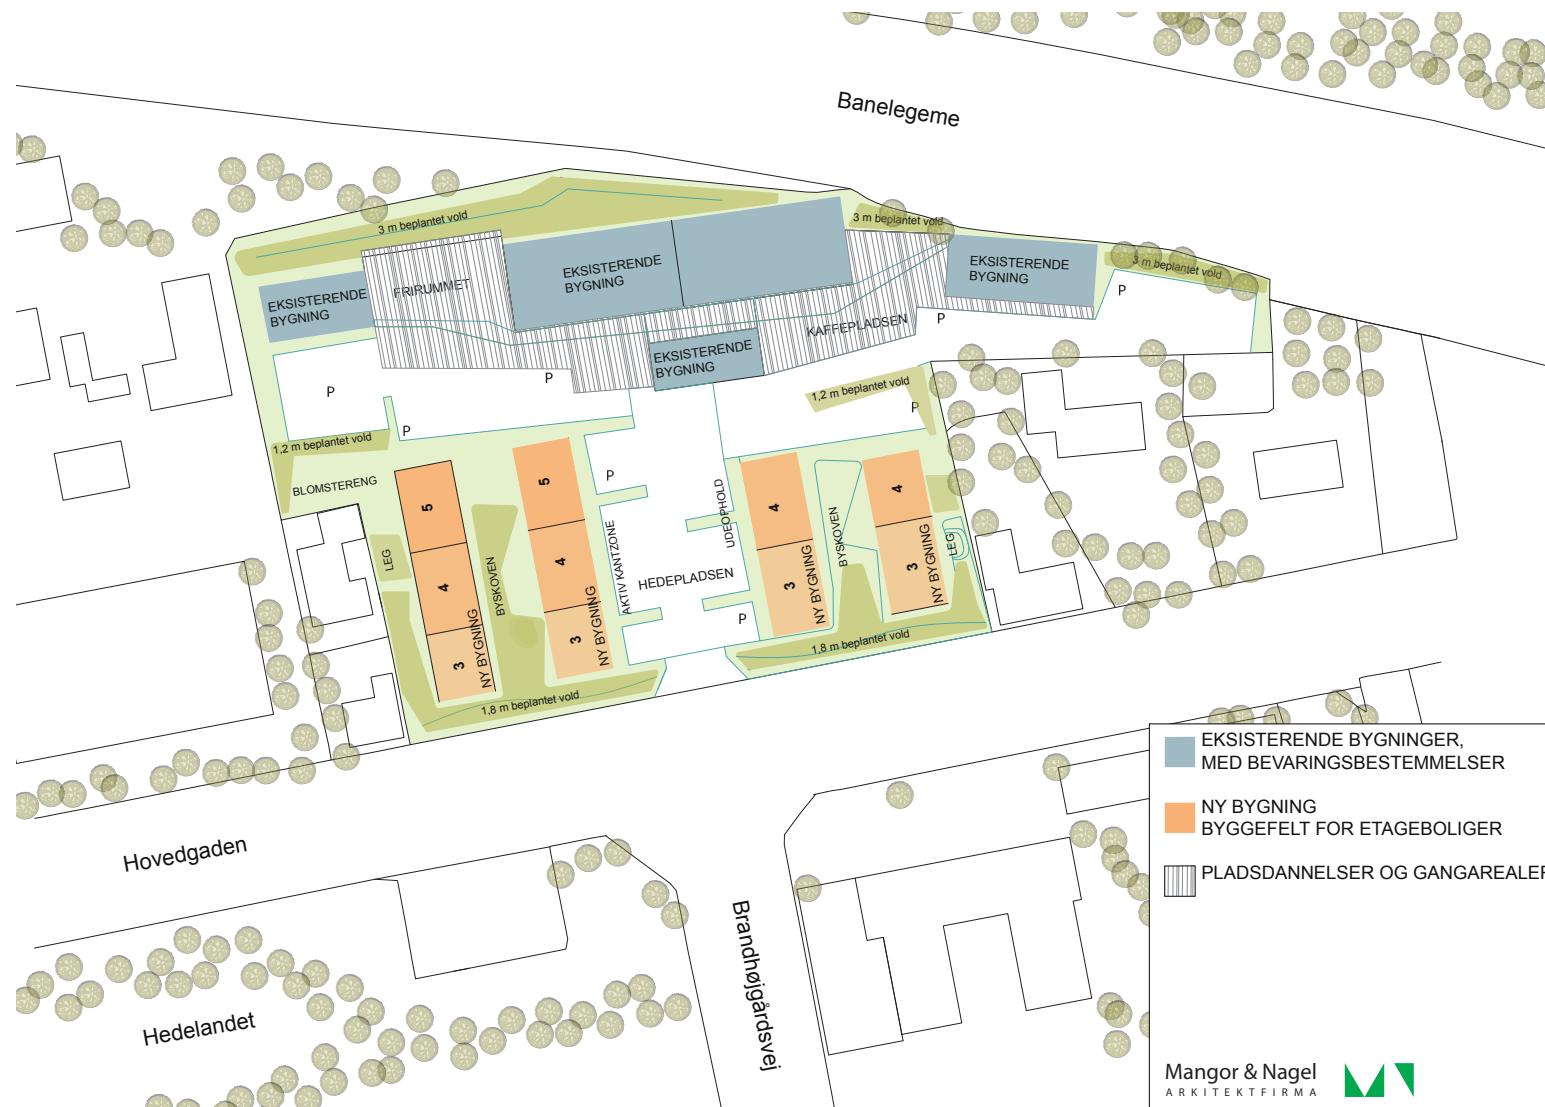 Banelegeme
3 m beplantet vold
3 m beplantet vold
3 m beplantet vold
EKSISTERENDE
BYGNING
FRIRUMMET
EKSISTERENDE
BYGNING
EKSISTERENDE
BYGNING
P
KAFFEPLADSEN
P
EKSISTERENDE
BYGNING
P
P
1,2 m beplantet vold
P
P
1,2 m beplantet vold
BLOMSTERENG
5
5
P
UDEOPHOLD
4
4
BYSKOVEN
LEG
4
BYSKOVEN
4
AKTIV KANTZONE
HEDEPLADSEN
3
NY BYGNING
3
NY BYGNING
LEG
3
NY BYGNING
3
NY BYGNING
P
1,8 m beplantet vold
1,8 m beplantet vold
Hovedgaden
Brandhøjgårdsvej
Hedelandet
EKSISTERENDE BYGNINGER,
MED BEVARINGSBESTEMMELSER
NY BYGNING
BYGGEFELT FOR ETAGEBOLIGER
PLADSDANNELSER OG GANGAREALER
Mangor & Nagel
ARKITEKTFIRMA